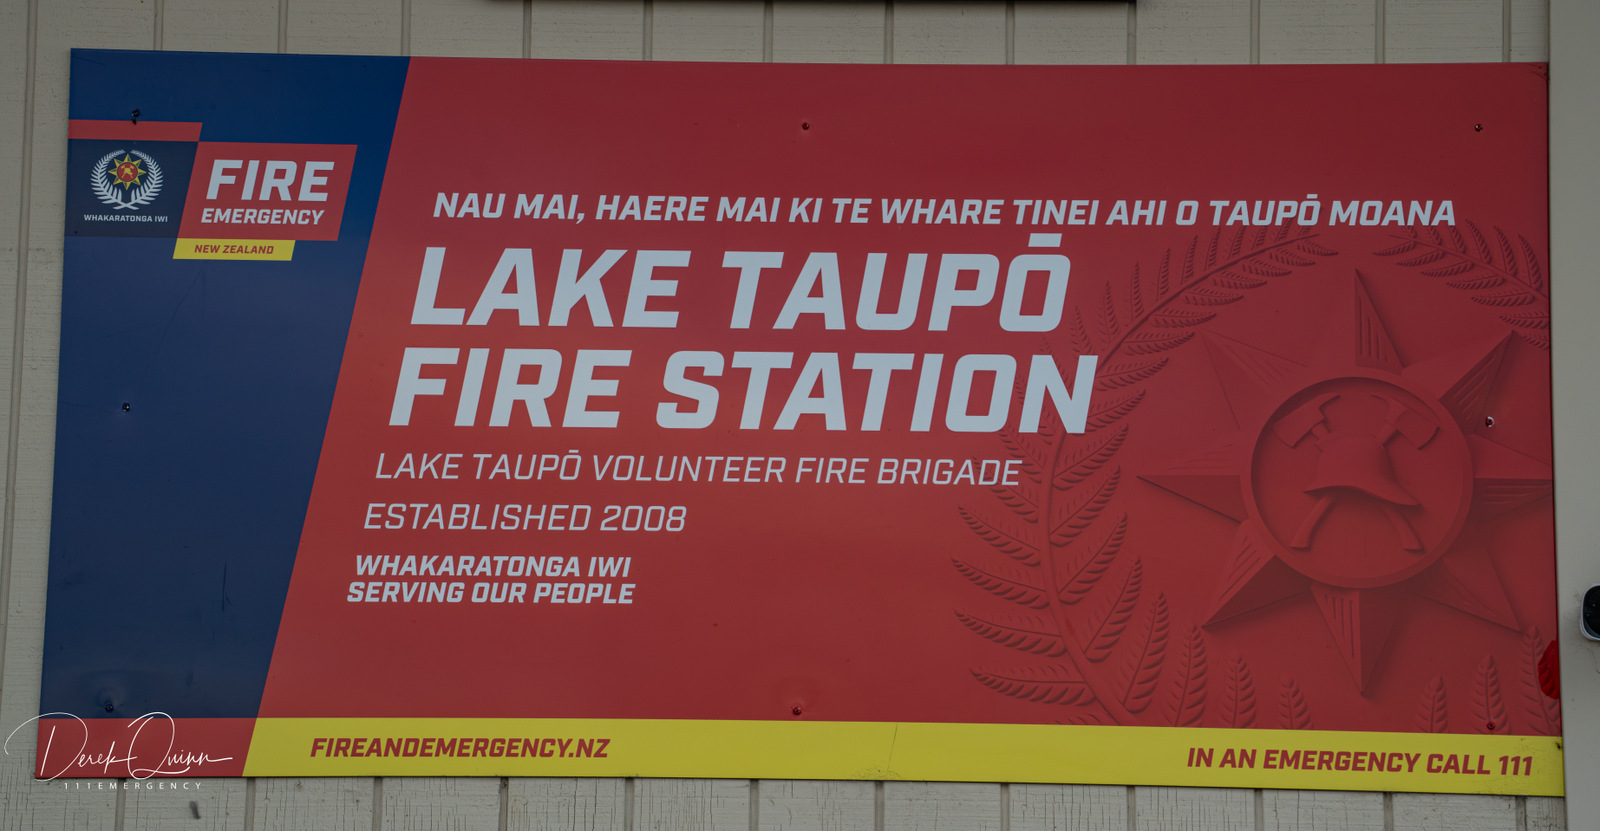 WHAKARATONGA IWI
FIRE
EMERGENCY
NEW ZEALAND
NAU MAI, HAERE MAI KI TE WHARE TINEI AHI O TAUPŌ MOANA
LAKE TAUPŌ
FIRE STATION
LAKE TAUPŌ VOLUNTEER FIRE BRIGADE
ESTABLISHED 2008
WHAKARATONGA IWI
SERVING OUR PEOPLE
FIREANDEMERGENCY.NZ
IN AN EMERGENCY CALL 111
Derek Quinn
111EMERGENCY